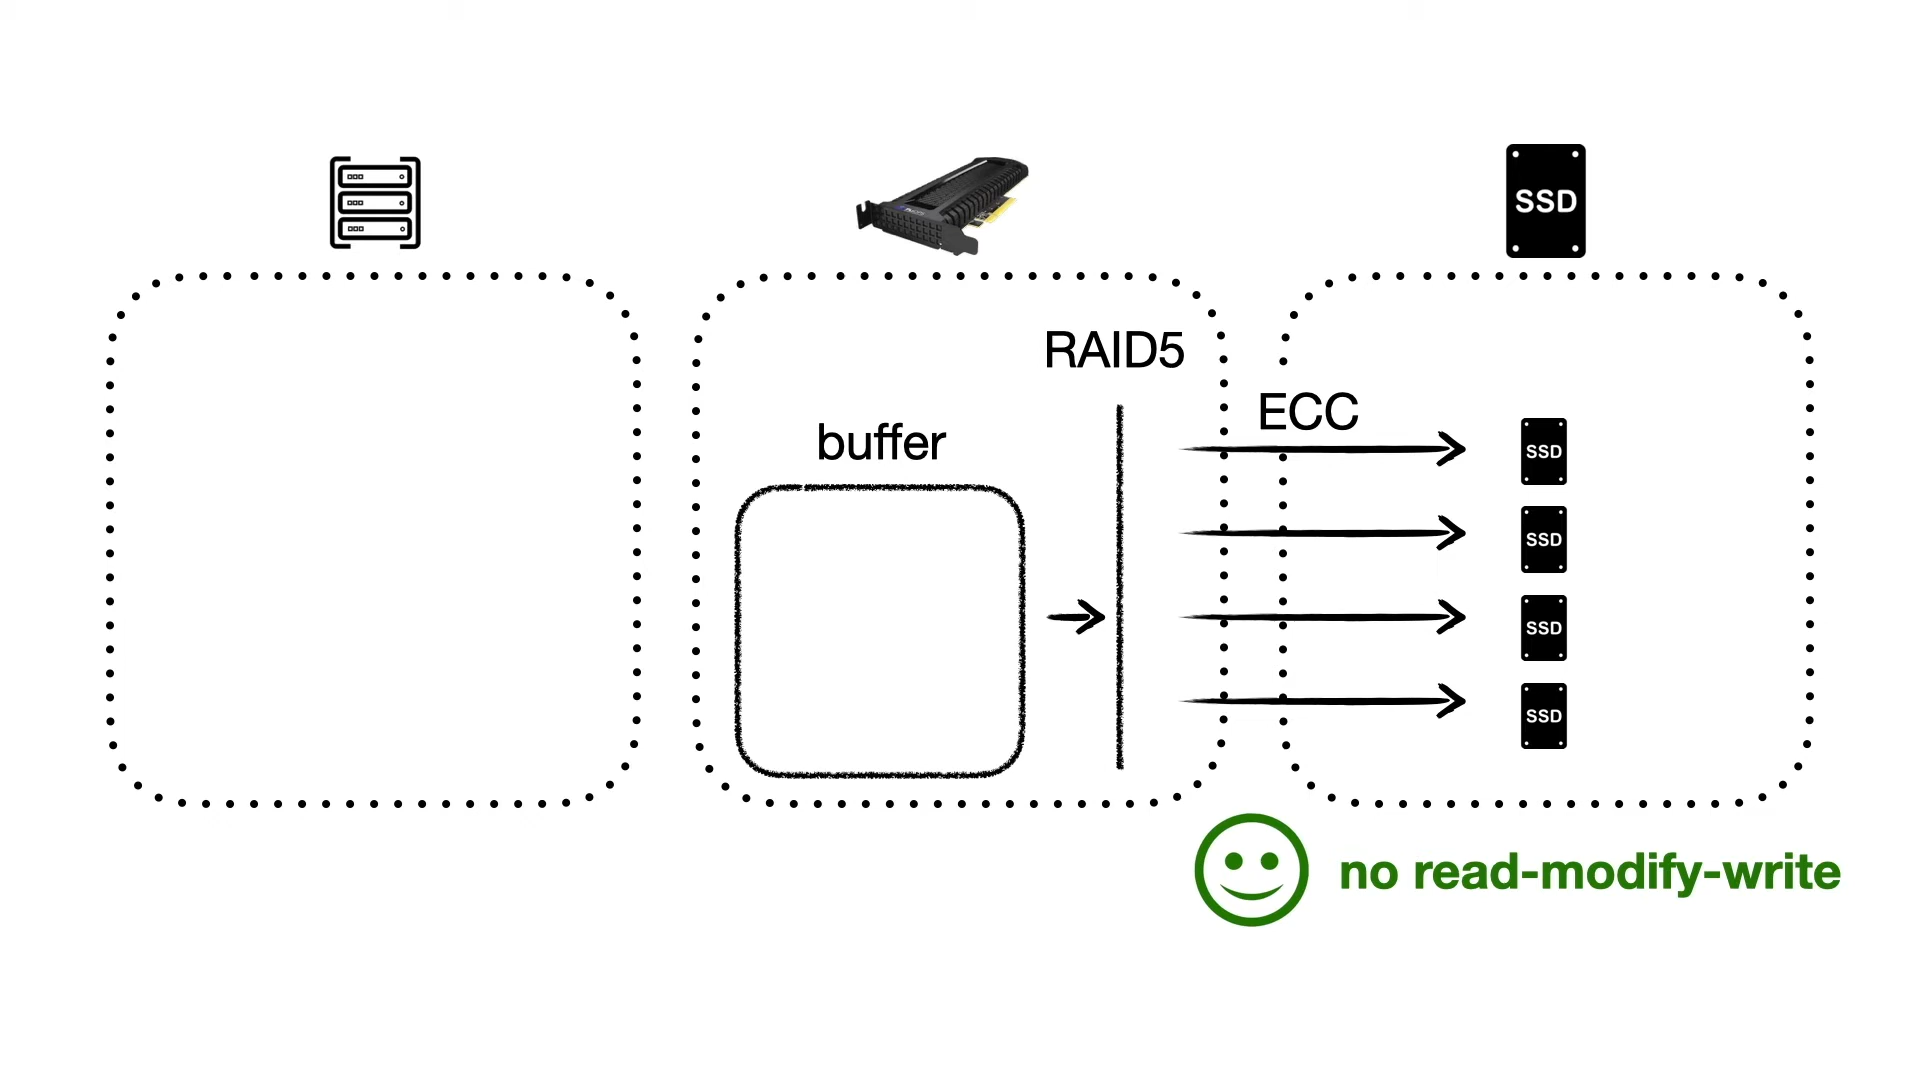 SSD
RAID5
ECC
buffer
SSD
SSD
SSD
SSD
no read-modify-write